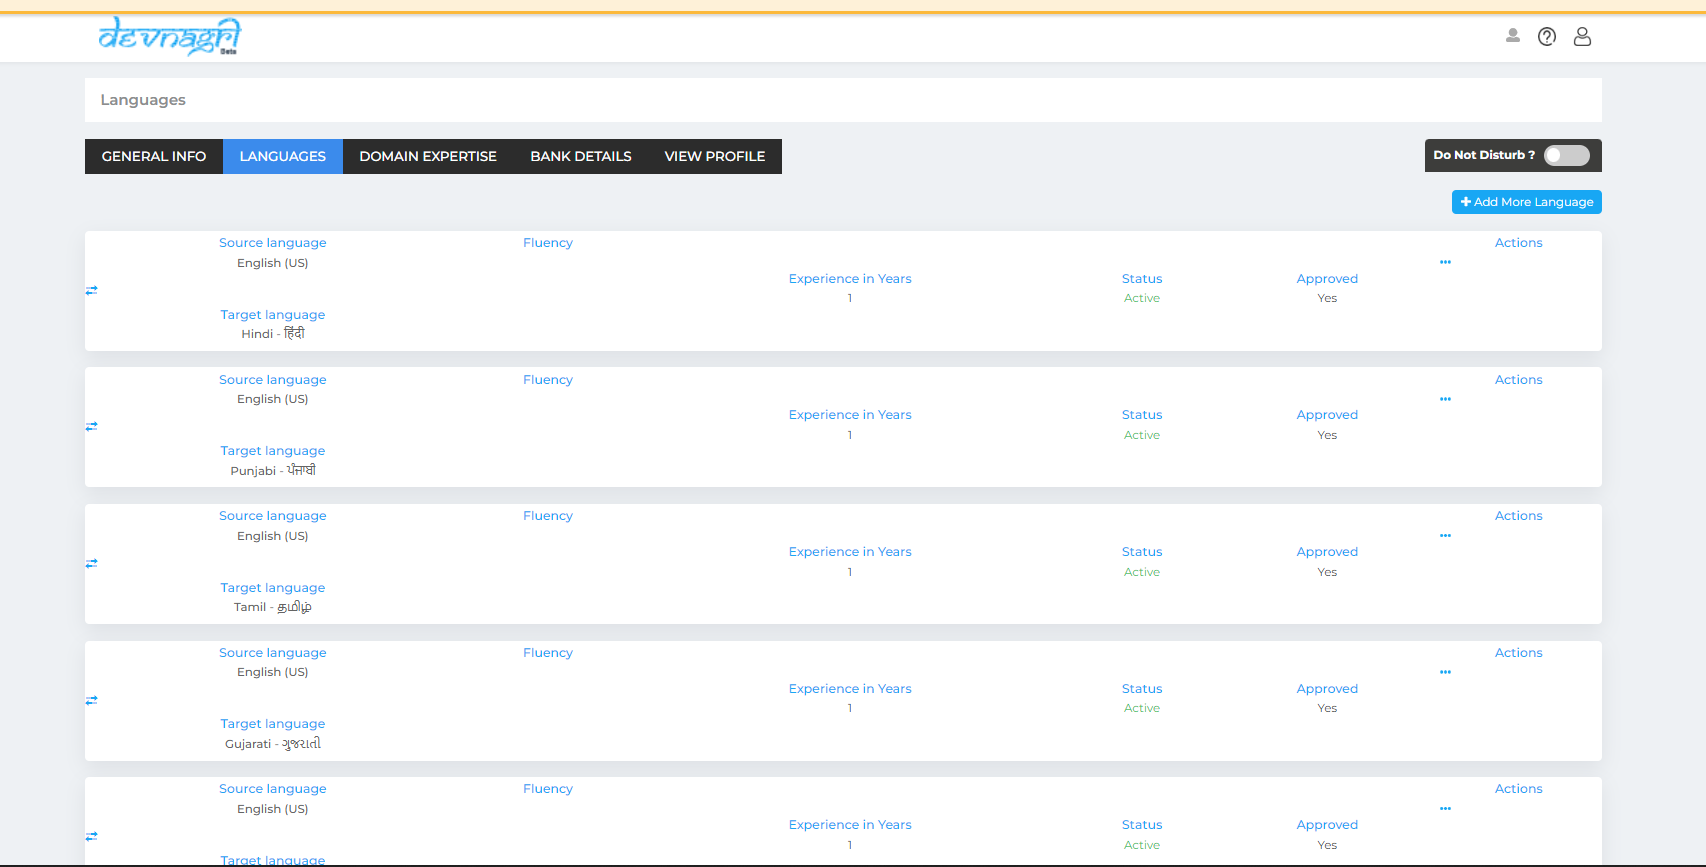 devnagri
Beta
Languages
GENERAL INFO LANGUAGES DOMAIN EXPERTISE BANK DETAILS VIEW PROFILE
Do Not Disturb ?
Add More Language
Source language Fluency Actions
English (US)
Experience in Years Status Approved
1 Active Yes
Target language
Hindi - हिंदी
Source language Fluency Actions
English (US)
Experience in Years Status Approved
1 Active Yes
Target language
Punjabi - ਪੰਜਾਬੀ
Source language Fluency Actions
English (US)
Experience in Years Status Approved
1 Active Yes
Target language
Tamil - தமிழ்
Source language Fluency Actions
English (US)
Experience in Years Status Approved
1 Active Yes
Target language
Gujarati - ગુજરાતી
Source language Fluency Actions
English (US)
Experience in Years Status Approved
1 Active Yes
Target language